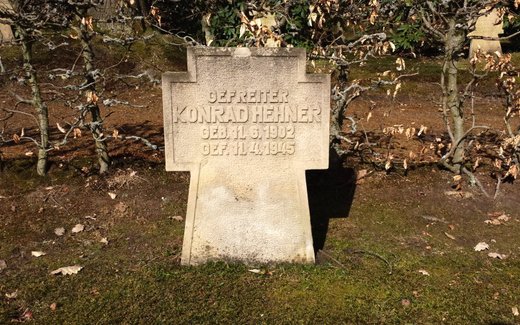 GEFREITER
KONRAD HEHNER
GEB. 11. 6. 1902
GEF. 11. 4. 1945